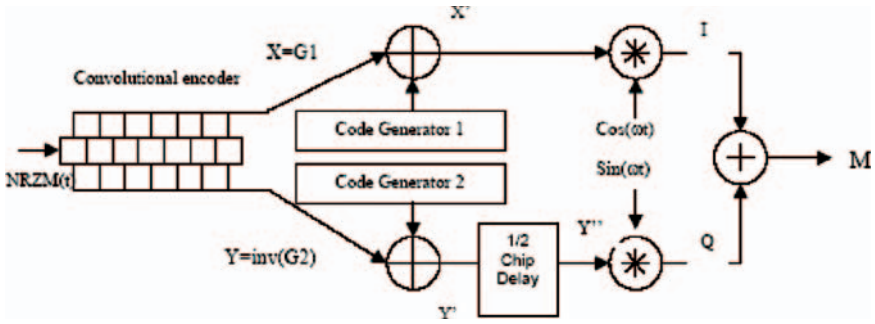 X'
I
X=G1
Convolutional encoder
Code Generator 1
Cos(ωt)
NRZM(t)
Code Generator 2
Sin(ωt)
M
Y=inv(G2)
1/2
Chip
Delay
Y''
Q
Y'